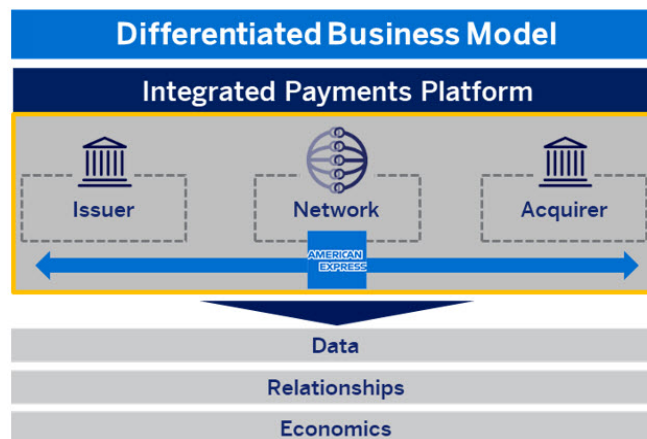 Differentiated Business Model
Integrated Payments Platform
Issuer
Network
Acquirer
AMERICAN
EXPRESS
Data
Relationships
Economics